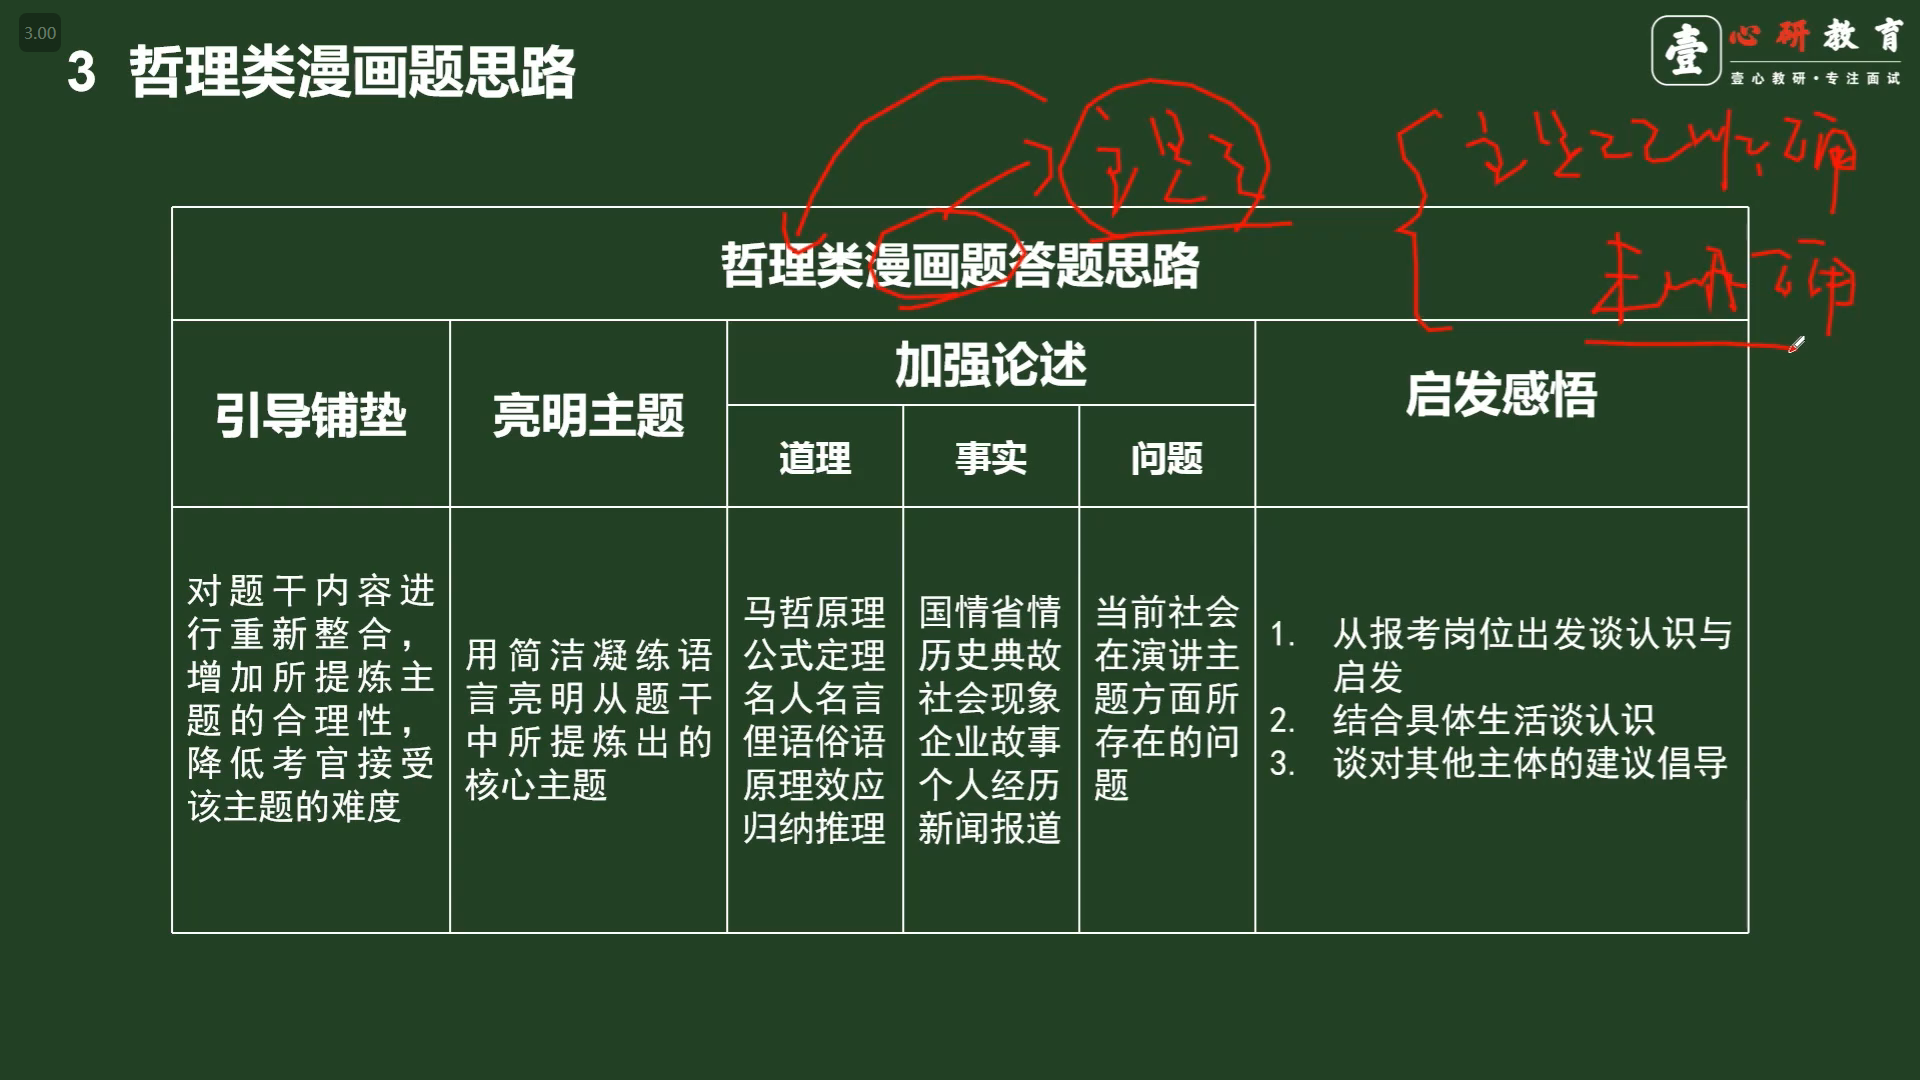 3.00
3 哲理类漫画题思路
壹
心研教育
壹心教研·专注面试
哲理类漫画题答题思路
引导铺垫
亮明主题
加强论述
启发感悟
道理
事实
问题
对题干内容进
行重新整合，
增加所提炼主
题的合理性，
降低考官接受
该主题的难度
用简洁凝练语
言亮明从题干
中所提炼出的
核心主题
马哲原理
公式定理
名人名言
俚语俗语
原理效应
归纳推理
国情省情
历史典故
社会现象
企业故事
个人经历
新闻报道
当前社会
在演讲主
题方面所
存在的问
题
1. 从报考岗位出发谈认识与
启发
2. 结合具体生活谈认识
3. 谈对其他主体的建议倡导